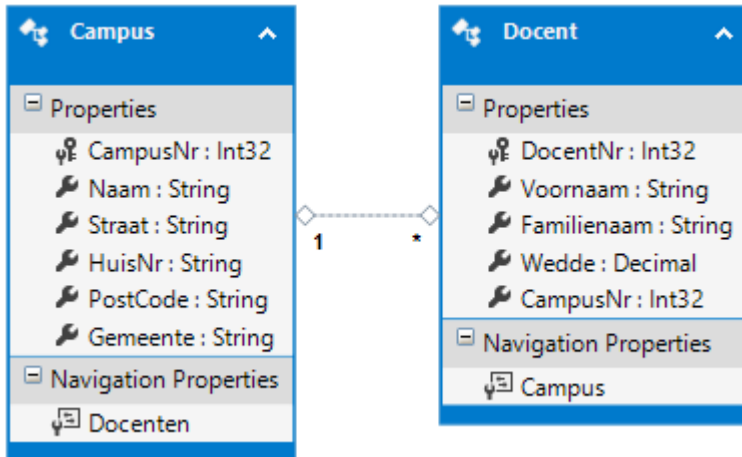 Campus
Properties
CampusNr : Int32
Naam : String
Straat : String
HuisNr : String
PostCode : String
Gemeente : String
Navigation Properties
Docenten
1
*
Docent
Properties
DocentNr : Int32
Voornaam : String
Familienaam : String
Wedde : Decimal
CampusNr : Int32
Navigation Properties
Campus